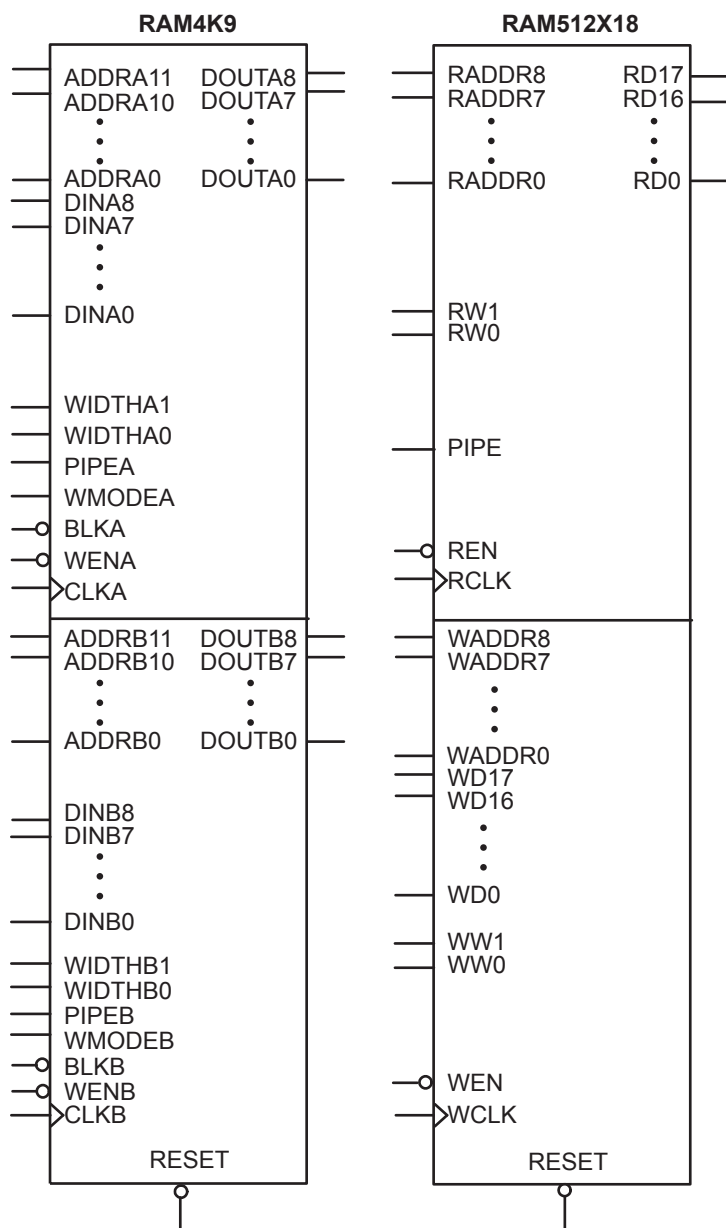 RAM4K9
ADDRA11 DOUTA8
ADDRA10 DOUTA7
ADDRA0 DOUTA0
DINA8
DINA7
DINA0
WIDTHA1
WIDTHA0
PIPEA
WMODEA
BLKA
WENA
CLKA
ADDRB11 DOUTB8
ADDRB10 DOUTB7
ADDRB0 DOUTB0
DINB8
DINB7
DINB0
WIDTHB1
WIDTHB0
PIPEB
WMODEB
BLKB
WENB
CLKB
RESET
RAM512X18
RADDR8 RD17
RADDR7 RD16
RADDR0 RD0
RW1
RW0
PIPE
REN
RCLK
WADDR8
WADDR7
WADDR0
WD17
WD16
WD0
WW1
WW0
WEN
WCLK
RESET